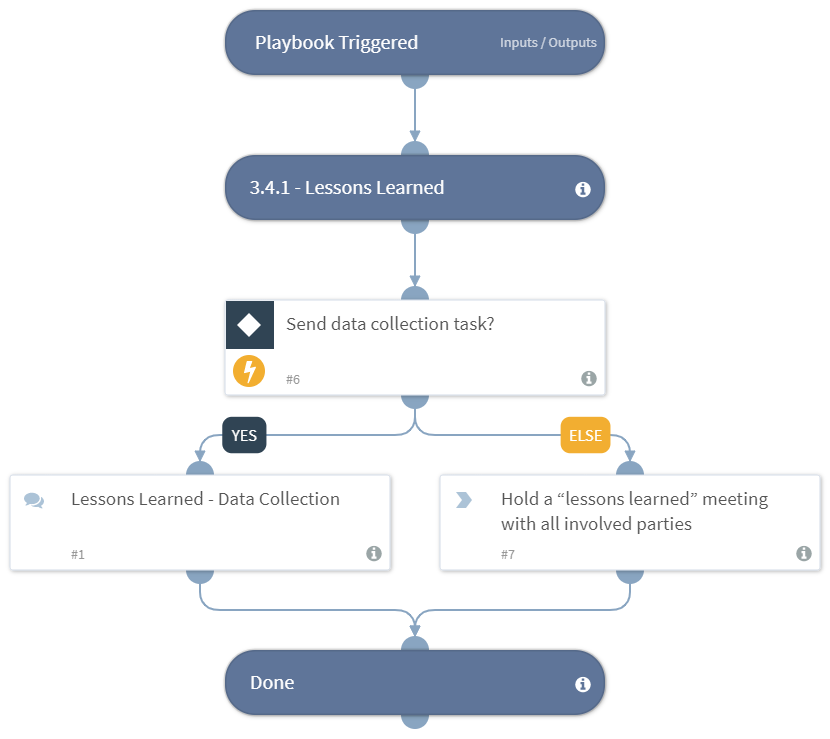 Playbook Triggered
Inputs / Outputs
3.4.1 - Lessons Learned
Send data collection task?
#6
YES
ELSE
Lessons Learned - Data Collection
#1
Hold a “lessons learned” meeting
with all involved parties
#7
Done